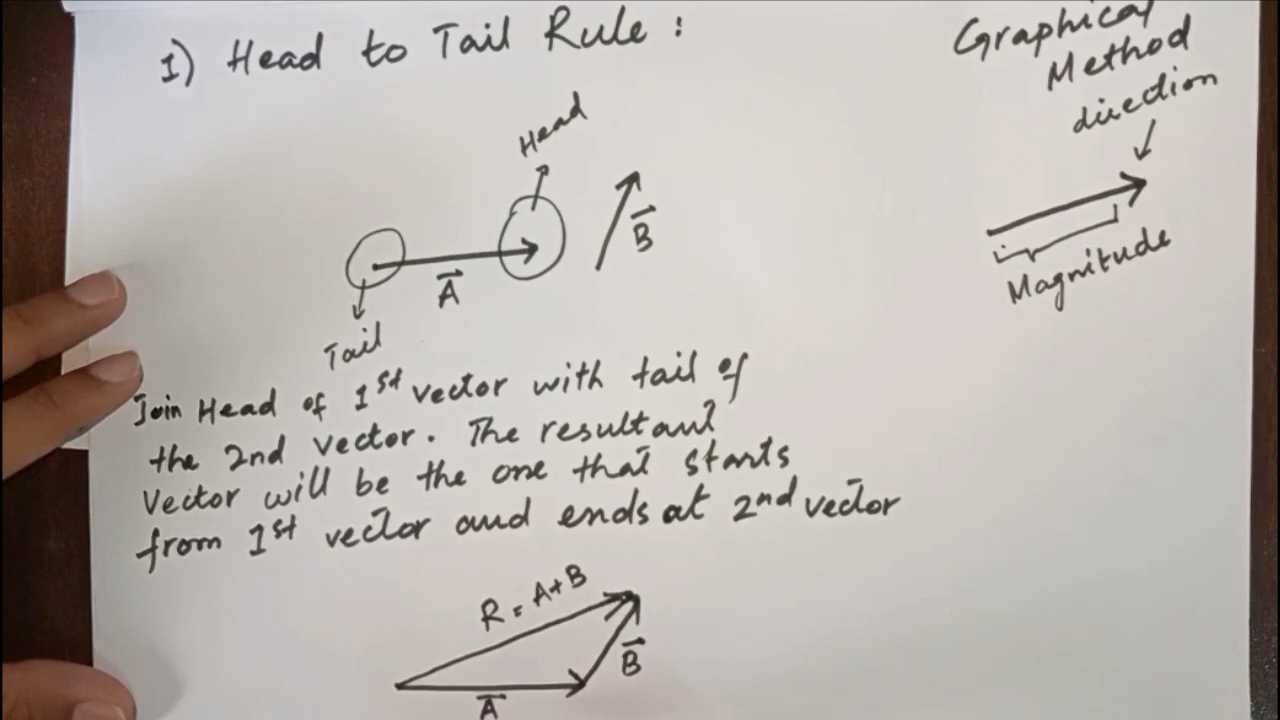 1) Head to Tail Rule :
Graphical
Method
direction
Magnitude
Head
B
A
Tail
Join Head of 1st vector with tail of
the 2nd vector. The resultant
Vector will be the one that starts
from 1st vector and ends at 2nd vector
R = A+B
B
A